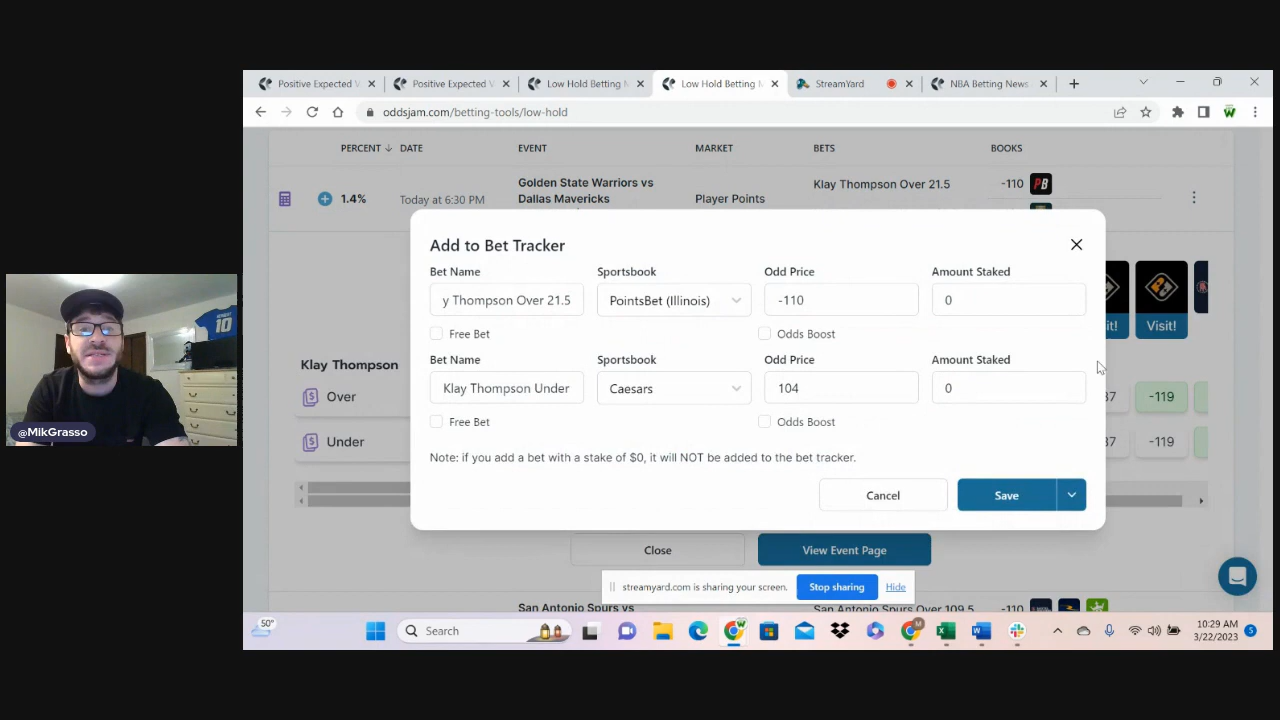 Positive Expected V
Positive Expected V
Low Hold Betting
Low Hold Betting
StreamYard
NBA Betting News
oddsjam.com/betting-tools/low-hold
PERCENT
DATE
EVENT
MARKET
BETS
BOOKS
1.4%
Today at 6:30 PM
Golden State Warriors vs
Dallas Mavericks
Player Points
Klay Thompson Over 21.5
-110
PB
Add to Bet Tracker
Bet Name
Sportsbook
Odd Price
Amount Staked
y Thompson Over 21.5
PointsBet (Illinois)
-110
0
Free Bet
Odds Boost
Bet Name
Sportsbook
Odd Price
Amount Staked
Klay Thompson Under
Caesars
104
0
Free Bet
Odds Boost
Note: if you add a bet with a stake of $0, it will NOT be added to the bet tracker.
Cancel
Save
Visit!
Klay Thompson
Over
-119
Under
-119
10
@MikGrasso
Close
View Event Page
streamyard.com is sharing your screen.
Stop sharing
Hide
San Antonio Spurs vs
San Antonio Spurs Over 109.5
-110
50°
Search
10:29 AM
3/22/2023
5